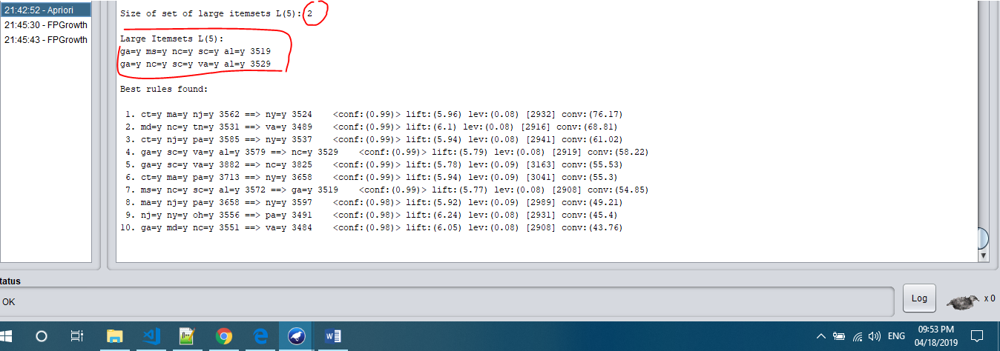 21:42:52 - Apriori
21:45:30 - FPGrowth
21:45:43 - FPGrowth
Size of set of large itemsets L(5): 2
Large Itemsets L(5):
ga=y ms=y nc=y sc=y al=y 3519
ga=y nc=y sc=y va=y al=y 3529
Best rules found:
1. ct=y ma=y nj=y 3562 ==> ny=y 3524 <conf:(0.99)> lift:(5.96) lev:(0.08) [2932] conv:(76.17)
2. md=y nc=y tn=y 3531 ==> va=y 3489 <conf:(0.99)> lift:(6.1) lev:(0.08) [2916] conv:(68.81)
3. ct=y nj=y pa=y 3585 ==> ny=y 3537 <conf:(0.99)> lift:(5.94) lev:(0.08) [2941] conv:(61.02)
4. ga=y sc=y va=y al=y 3579 ==> nc=y 3529 <conf:(0.99)> lift:(5.79) lev:(0.08) [2919] conv:(58.22)
5. ga=y sc=y va=y 3882 ==> nc=y 3825 <conf:(0.99)> lift:(5.78) lev:(0.09) [3163] conv:(55.53)
6. ct=y ma=y pa=y 3713 ==> ny=y 3658 <conf:(0.99)> lift:(5.94) lev:(0.09) [3041] conv:(55.3)
7. ms=y nc=y sc=y al=y 3572 ==> ga=y 3519 <conf:(0.99)> lift:(5.77) lev:(0.08) [2908] conv:(54.85)
8. ma=y nj=y pa=y 3658 ==> ny=y 3597 <conf:(0.98)> lift:(5.92) lev:(0.09) [2989] conv:(49.21)
9. nj=y ny=y oh=y 3556 ==> pa=y 3491 <conf:(0.98)> lift:(6.24) lev:(0.08) [2931] conv:(45.4)
10. ga=y md=y nc=y 3551 ==> va=y 3484 <conf:(0.98)> lift:(6.05) lev:(0.08) [2908] conv:(43.76)
tatus
OK
Log
x 0
ENG
09:53 PM
04/18/2019